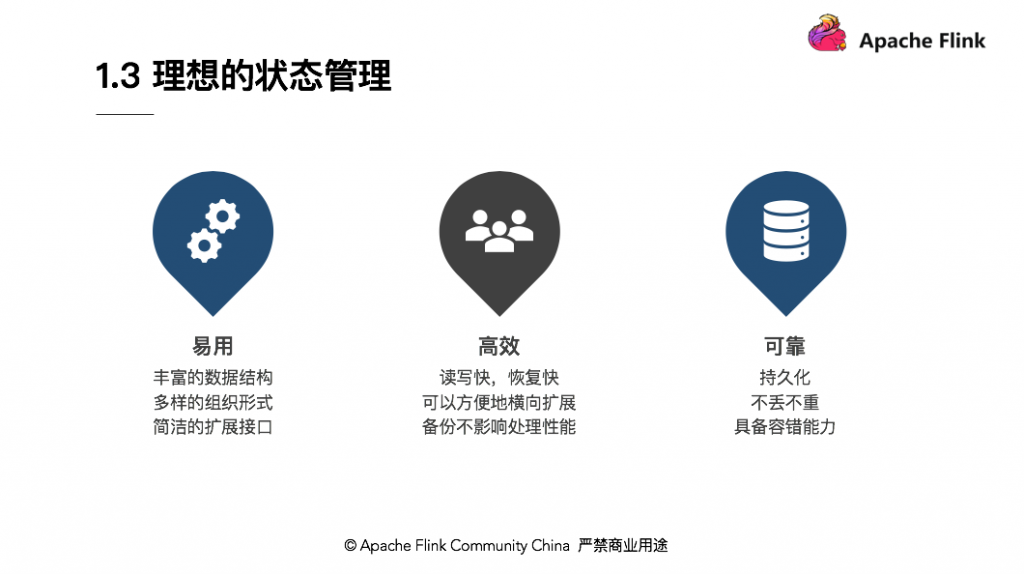 Apache Flink
1.3 理想的状态管理
易用
丰富的数据结构
多样的组织形式
简洁的扩展接口
高效
读写快，恢复快
可以方便地横向扩展
备份不影响处理性能
可靠
持久化
不丢不重
具备容错能力
© Apache Flink Community China 严禁商业用途